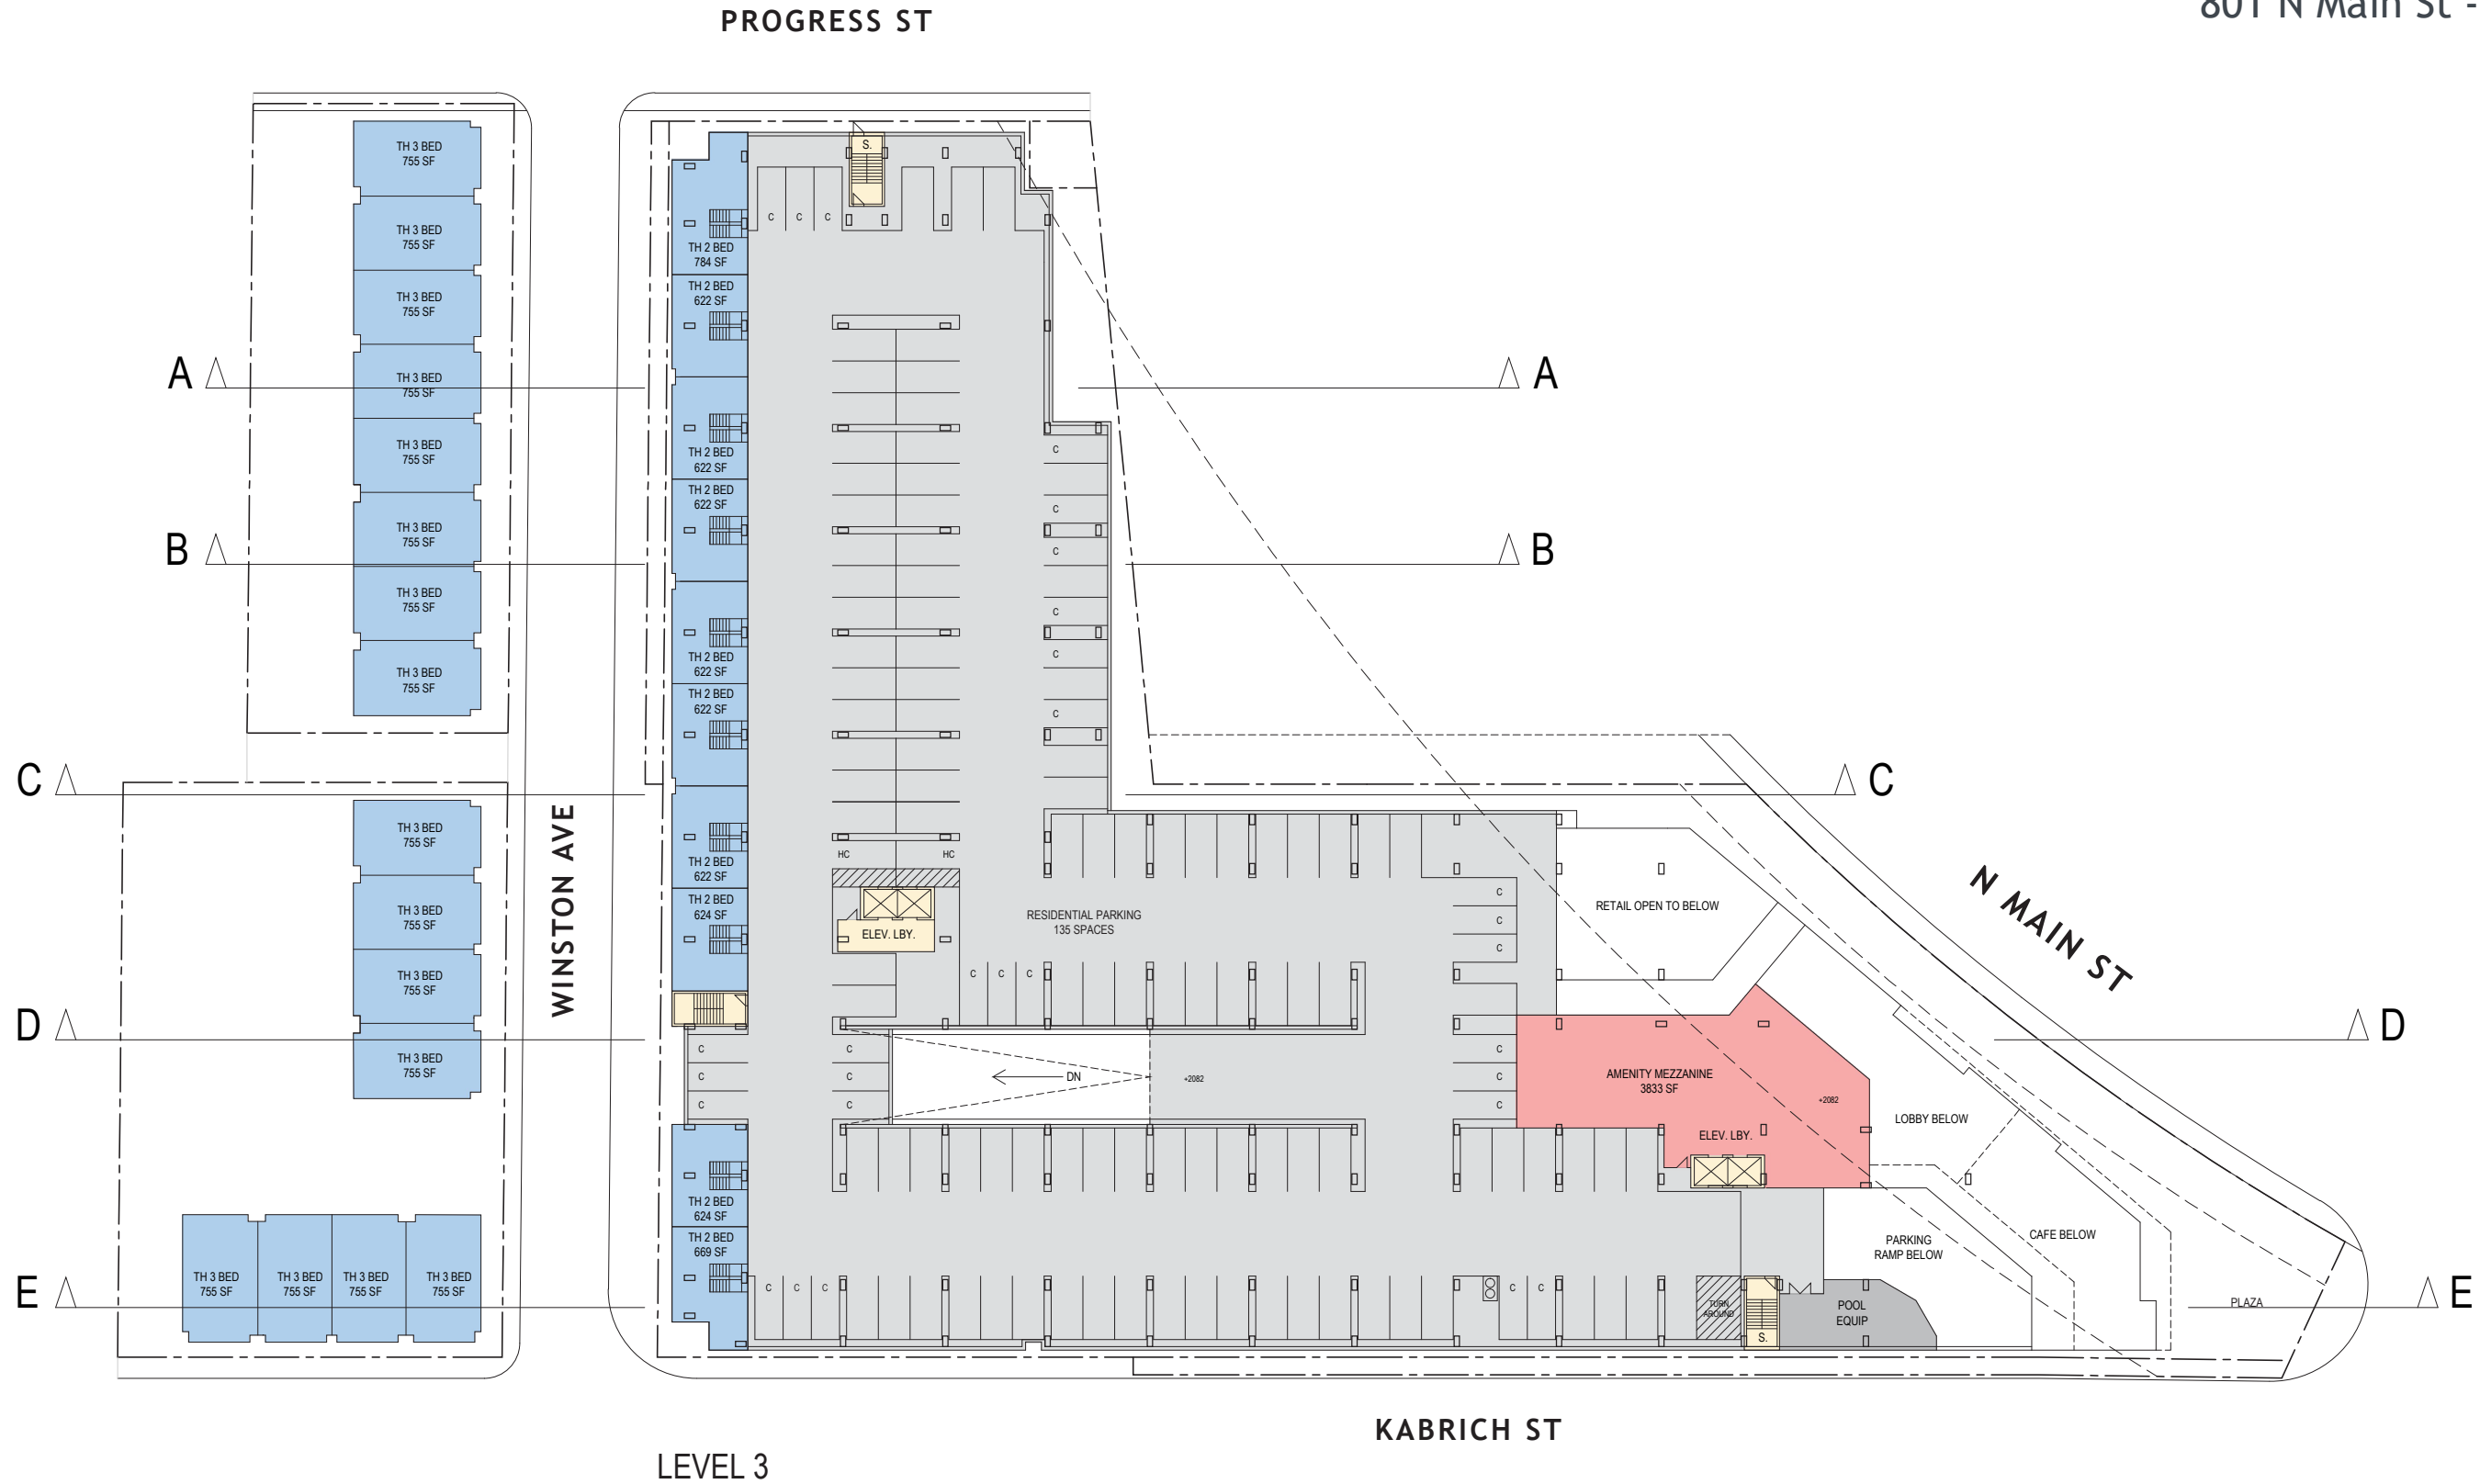 801 N Main St -
PROGRESS ST
TH 3 BED
755 SF
TH 3 BED
755 SF
TH 3 BED
755 SF
TH 3 BED
755 SF
TH 3 BED
755 SF
TH 3 BED
755 SF
TH 3 BED
755 SF
TH 3 BED
755 SF
TH 3 BED
755 SF
TH 3 BED
755 SF
TH 3 BED
755 SF
TH 3 BED
755 SF
TH 3 BED
755 SF
TH 3 BED
755 SF
TH 3 BED
755 SF
TH 3 BED
755 SF
A
A
B
B
C
C
D
D
E
E
WINSTON AVE
S.
C C C
TH 2 BED
784 SF
TH 2 BED
622 SF
TH 2 BED
622 SF
TH 2 BED
622 SF
TH 2 BED
622 SF
TH 2 BED
622 SF
TH 2 BED
622 SF
TH 2 BED
624 SF
TH 2 BED
624 SF
TH 2 BED
669 SF
C
C
C
C
C
C
HC
HC
ELEV. LBY.
RESIDENTIAL PARKING
135 SPACES
C C C
C
C
C
C
C
C
C
C
C
DN
+2082
C
C
C
RETAIL OPEN TO BELOW
N MAIN ST
AMENITY MEZZANINE
3833 SF
+2082
ELEV. LBY.
LOBBY BELOW
CAFE BELOW
PARKING
RAMP BELOW
C C C
C C
TURN
AROUND
S.
POOL
EQUIP
PLAZA
KABRICH ST
LEVEL 3